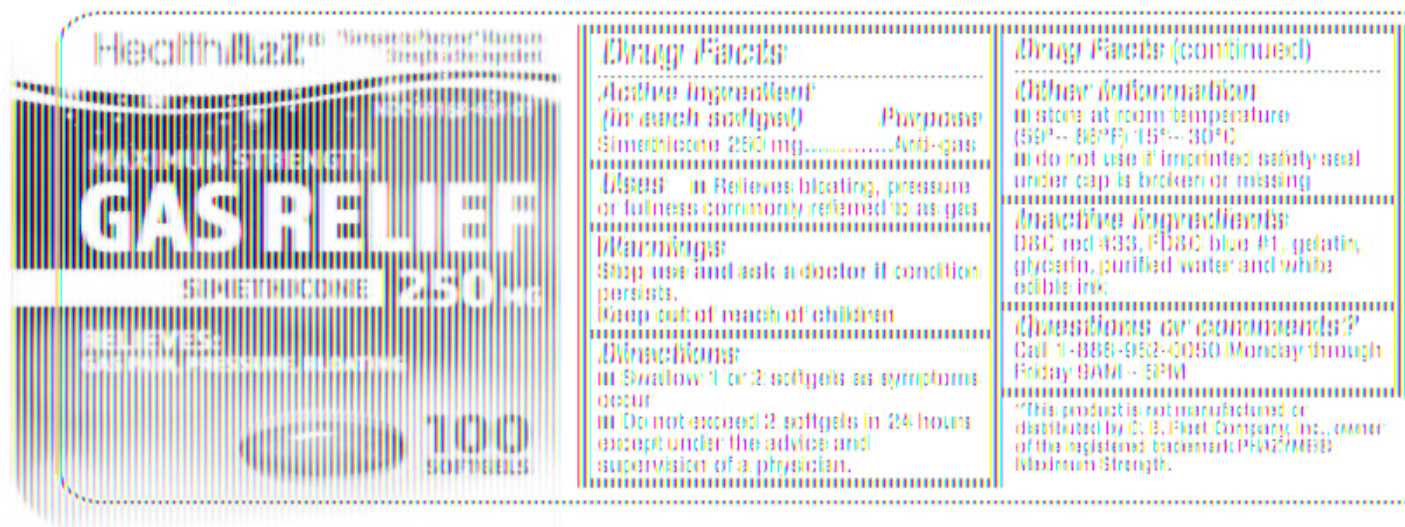 HealthA2Z®
MAXIMUM STRENGTH
GAS RELIEF
SIMETHICONE 250 MG
RELIEVES:
GAS PAIN, PRESSURE, BLOATING
100
SOFTGELS
Drug Facts
Active ingredient
(in each softgel) Purpose
Simethicone 250 mg.............Anti-gas
Uses ■ Relieves bloating, pressure
or fullness commonly referred to as gas
Warnings
Stop use and ask a doctor if condition
persists.
Keep out of reach of children
Directions
■ Swallow 1 or 2 softgels as symptoms
occur
■ Do not exceed 2 softgels in 24 hours
except under the advice and
supervision of a physician.
Drug Facts (continued)
Other information
■ store at room temperature
(59°-- 86°F) 15°-- 30°C
■ do not use if imprinted safety seal
under cap is broken or missing
Inactive ingredients
D&C red #33, FD&C blue #1, gelatin,
glycerin, purified water and white
edible ink
Questions or comments?
Call 1-888-952-0050 Monday through
Friday 9AM - 5PM
*This product is not manufactured or
distributed by C. B. Fleet Company, Inc., owner
of the registered trademark PHAZYME®
Maximum Strength.